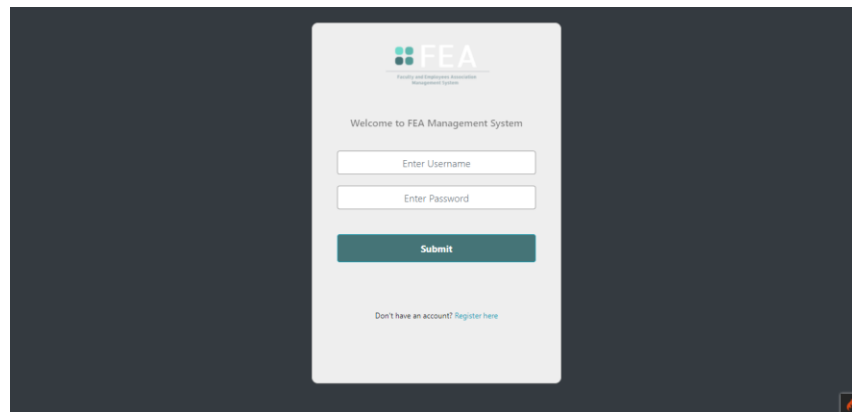 FEA
Faculty and Employees Association
Management System
Welcome to FEA Management System
Enter Username
Enter Password
Submit
Don't have an account? Register here